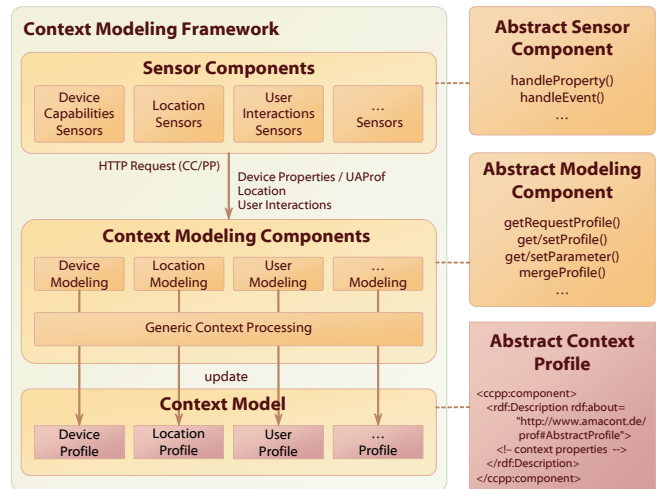 Context Modeling Framework
Sensor Components
Device
Capabilities
Sensors
Location
Sensors
User
Interactions
Sensors
...
Sensors
HTTP Request (CC/PP)
Device Properties / UAProf
Location
User Interactions
Context Modeling Components
Device
Modeling
Location
Modeling
User
Modeling
...
Modeling
Generic Context Processing
update
Context Model
Device
Profile
Location
Profile
User
Profile
...
Profile
Abstract Sensor
Component
handleProperty()
handleEvent()
...
Abstract Modeling
Component
getRequestProfile()
get/setProfile()
get/setParameter()
mergeProfile()
...
Abstract Context
Profile
<ccpp:component>
<rdf:Description rdf:about=
"http://www.amacont.de/
prof#AbstractProfile">
<!– context properties -->
</rdf:Description>
</ccpp:component>